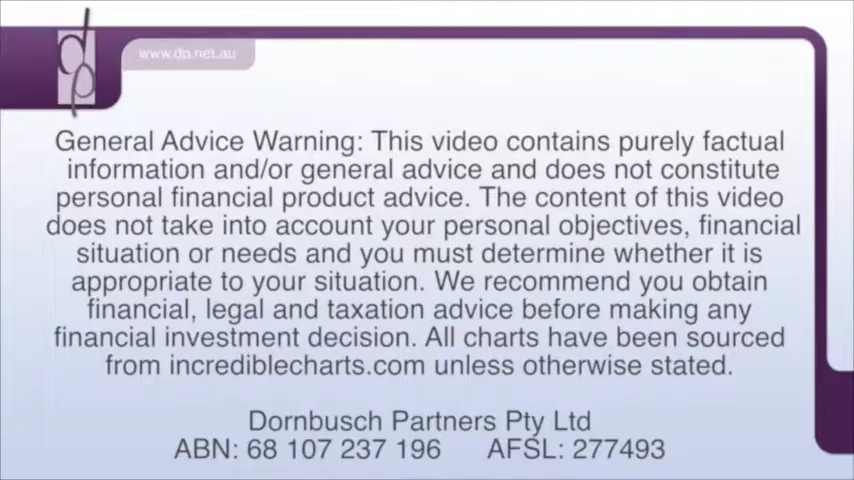 dp
www.dp.net.au
General Advice Warning: This video contains purely factual
information and/or general advice and does not constitute
personal financial product advice. The content of this video
does not take into account your personal objectives, financial
situation or needs and you must determine whether it is
appropriate to your situation. We recommend you obtain
financial, legal and taxation advice before making any
financial investment decision. All charts have been sourced
from incrediblecharts.com unless otherwise stated.
Dornbusch Partners Pty Ltd
ABN: 68 107 237 196 AFSL: 277493